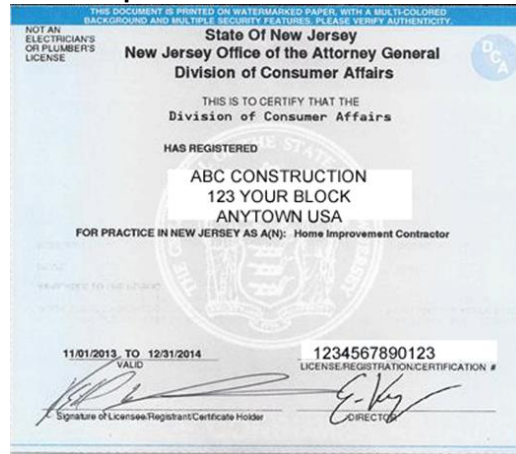 THIS DOCUMENT IS PRINTED ON WATERMARKED PAPER, WITH A MULTI-COLORED
BACKGROUND AND MULTIPLE SECURITY FEATURES. PLEASE VERIFY AUTHENTICITY.
NOT AN
ELECTRICIAN'S
OR PLUMBER'S
LICENSE
State Of New Jersey
New Jersey Office of the Attorney General
Division of Consumer Affairs
DCA
THIS IS TO CERTIFY THAT THE
Division of Consumer Affairs
HAS REGISTERED
ABC CONSTRUCTION
123 YOUR BLOCK
ANYTOWN USA
FOR PRACTICE IN NEW JERSEY AS A(N): Home Improvement Contractor
11/01/2013 TO 12/31/2014
VALID
1234567890123
LICENSE/REGISTRATION/CERTIFICATION #
Signature of Licensee/Registrant/Certificate Holder
DIRECTOR